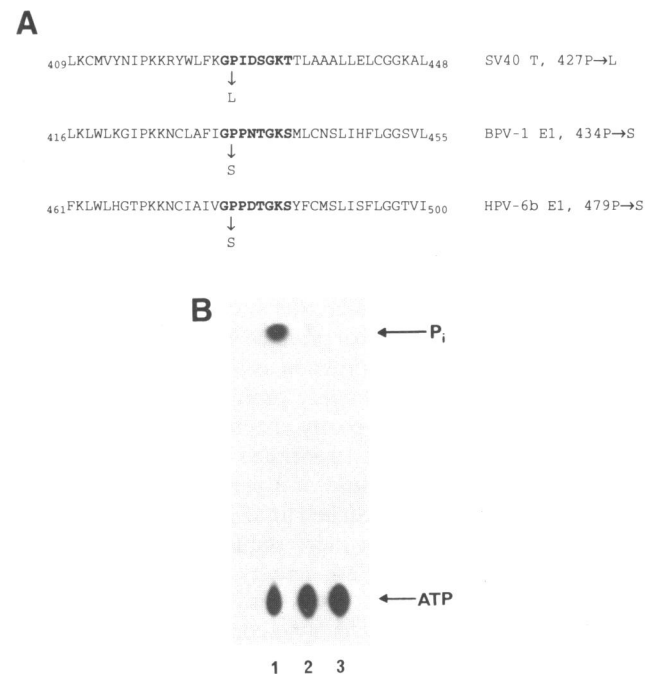 A
409LKCMVYNIPKKRYWLFKGPIDSGKTTLAAALLELCGGKAL448 SV40 T, 427P→L
↓
L
416LKLWLKGIPKKNCLAFIGPPNTGKSMLCNSLIHFLGGSVL455 BPV-1 E1, 434P→S
↓
S
461FKLWLHGTPKKNCIAIVGPPDTGKSYFCMSLISFLGGTVI500 HPV-6b E1, 479P→S
↓
S
B
← Pi
← ATP
1 2 3